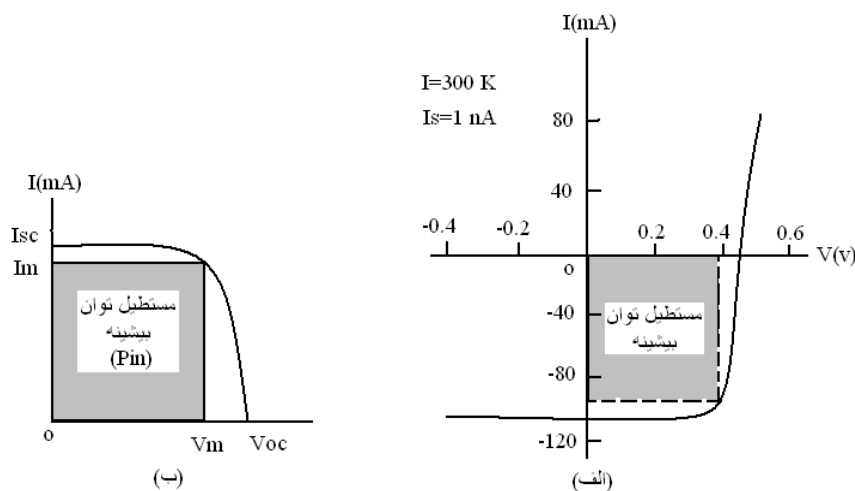 I(mA)
I=300 K
Is=1 nA
80
40
-0.4
-0.2
0.2
0.4
0.6
V(v)
o
-40
-80
-120
مستطیل توان
بیشینه
(الف)
I(mA)
Isc
Im
مستطیل توان
بیشینه
(Pin)
o
Vm
Voc
(ب)